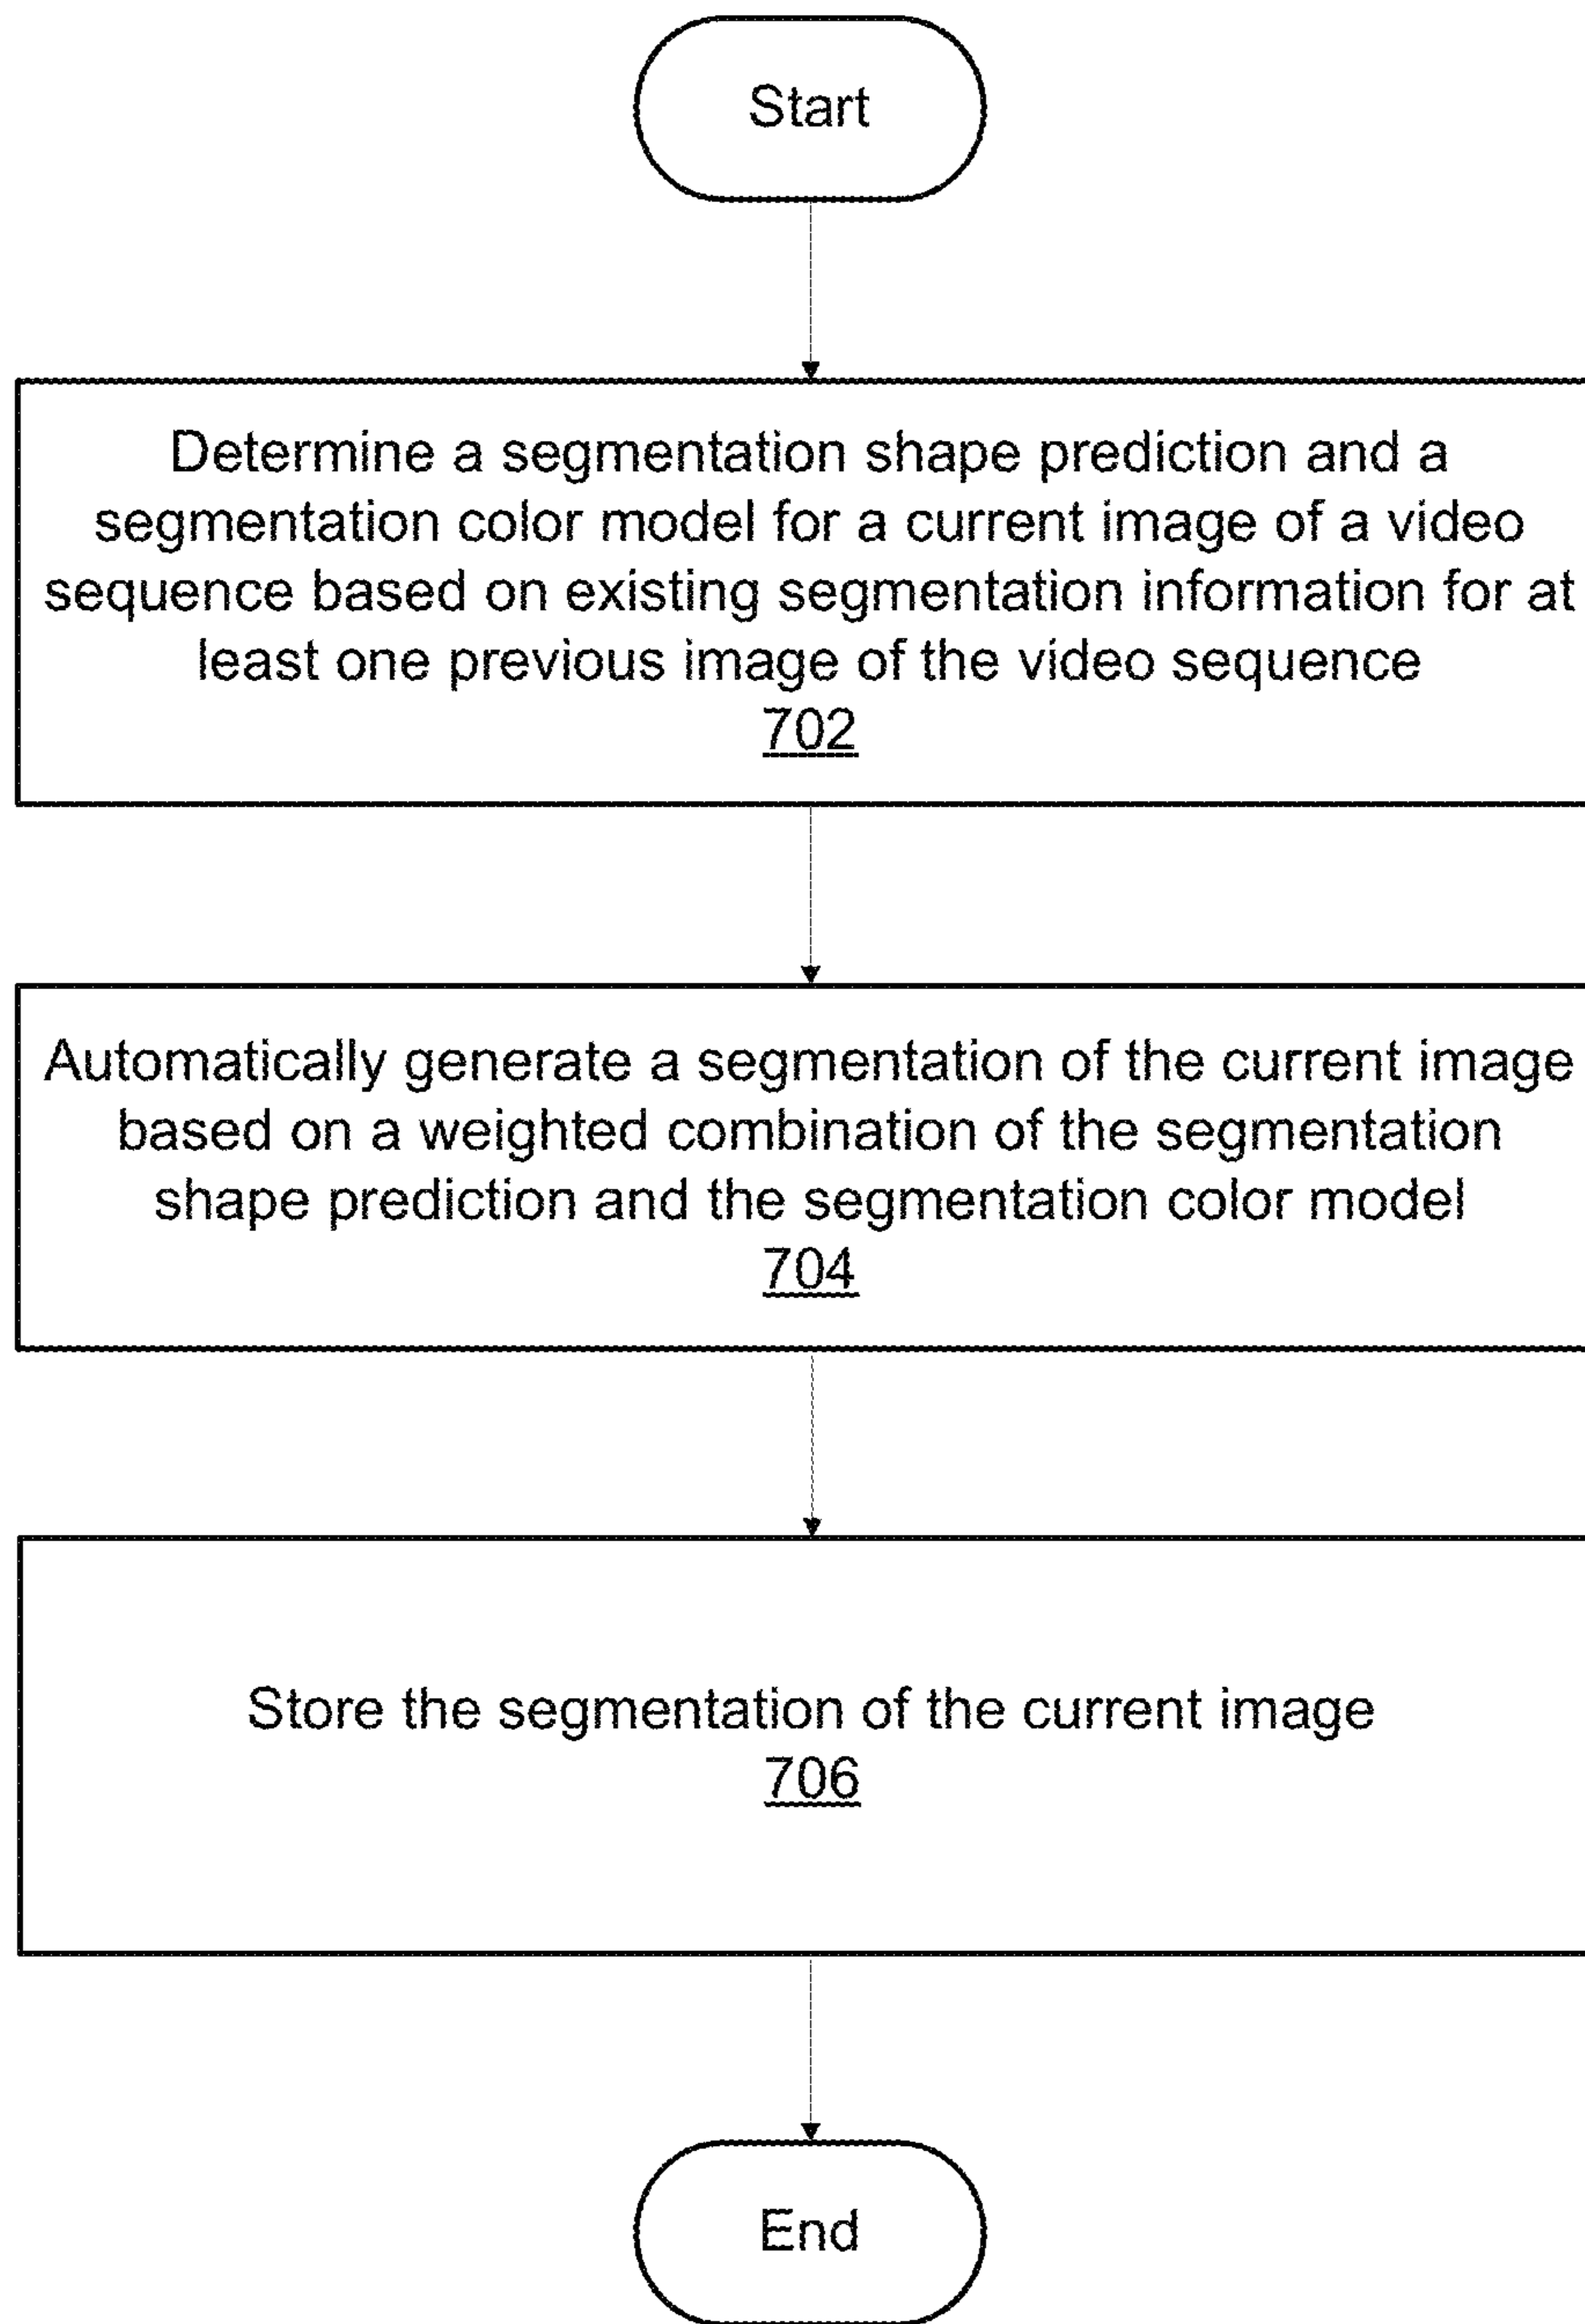 Start
Determine a segmentation shape prediction and a
segmentation color model for a current image of a video
sequence based on existing segmentation information for at
least one previous image of the video sequence
702
Automatically generate a segmentation of the current image
based on a weighted combination of the segmentation
shape prediction and the segmentation color model
704
Store the segmentation of the current image
706
End